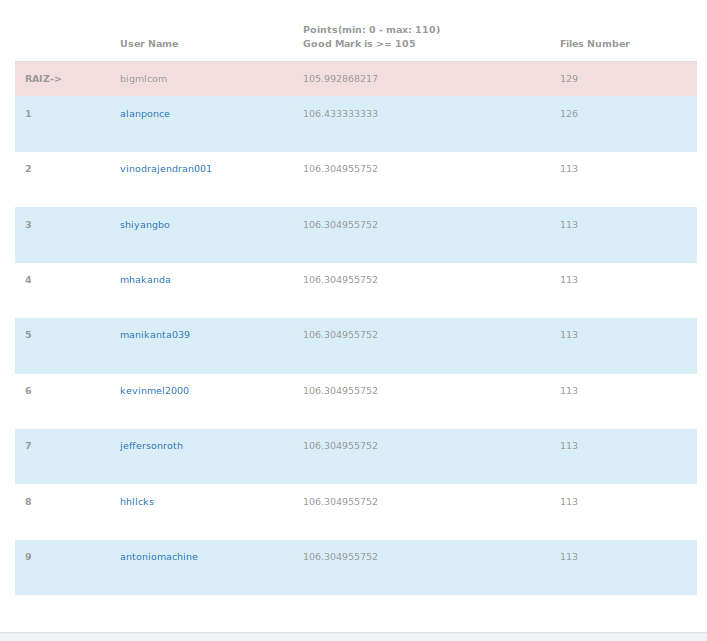 Points(min: 0 - max: 110)
User Name Good Mark is >= 105 Files Number
RAIZ-> bigmlcom 105.992868217 129
1 alanponce 106.433333333 126
2 vinodrajendran001 106.304955752 113
3 shiyangbo 106.304955752 113
4 mhakanda 106.304955752 113
5 manikanta039 106.304955752 113
6 kevinmel2000 106.304955752 113
7 jeffersonroth 106.304955752 113
8 hhllcks 106.304955752 113
9 antoniomachine 106.304955752 113